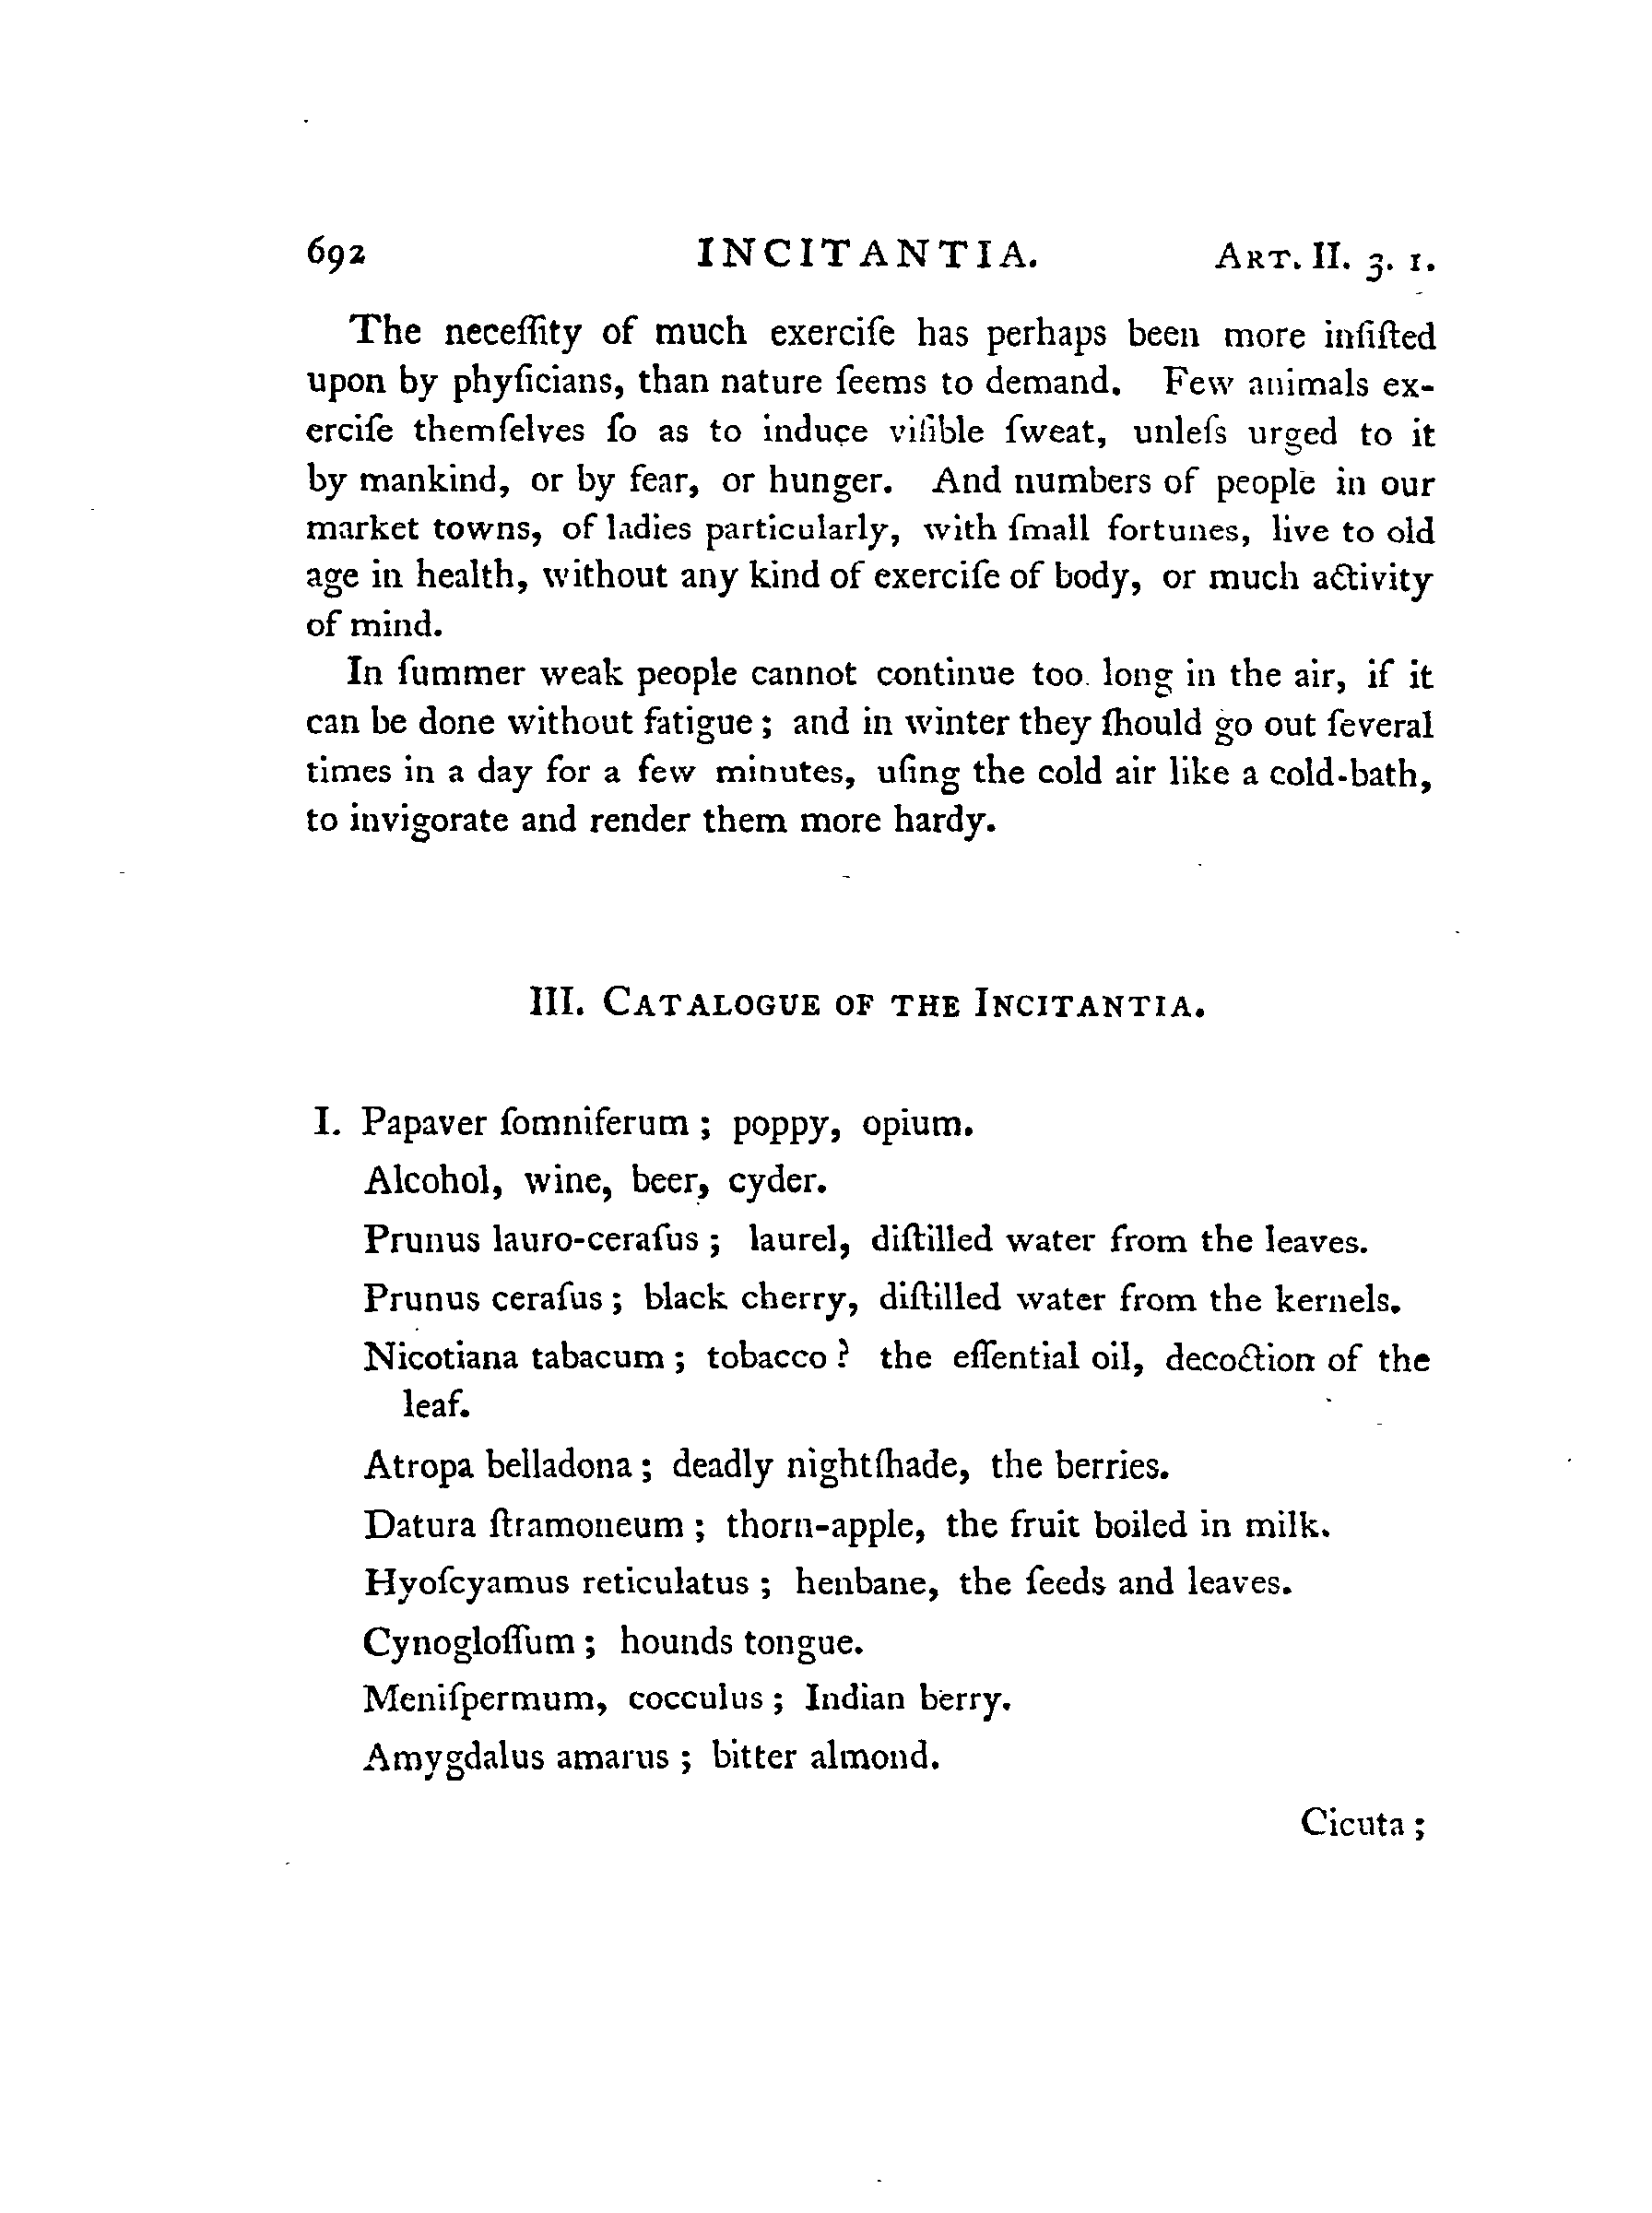 692 INCITANTIA. ART. II. 3. 1.
The neceſſity of much exerciſe has perhaps been more inſiſted
upon by phyſicians, than nature ſeems to demand. Few animals ex-
erciſe themſelves ſo as to induce viſible ſweat, unleſs urged to it
by mankind, or by fear, or hunger. And numbers of people in our
market towns, of ladies particularly, with ſmall fortunes, live to old
age in health, without any kind of exerciſe of body, or much activity
of mind.
In ſummer weak people cannot continue too long in the air, if it
can be done without fatigue; and in winter they ſhould go out ſeveral
times in a day for a few minutes, uſing the cold air like a cold-bath,
to invigorate and render them more hardy.
III. CATALOGUE OF THE INCITANTIA.
I. Papaver ſomniferum; poppy, opium.
Alcohol, wine, beer, cyder.
Prunus lauro-ceraſus; laurel, diſtilled water from the leaves.
Prunus ceraſus; black cherry, diſtilled water from the kernels.
Nicotiana tabacum; tobacco? the eſſential oil, decoction of the
leaf.
Atropa belladona; deadly nightſhade, the berries.
Datura ſtramoneum; thorn-apple, the fruit boiled in milk.
Hyoſcyamus reticulatus; henbane, the ſeeds and leaves.
Cynogloſſum; hounds tongue.
Meniſpermum, cocculus; Indian berry.
Amygdalus amarus; bitter almond.
Cicuta;